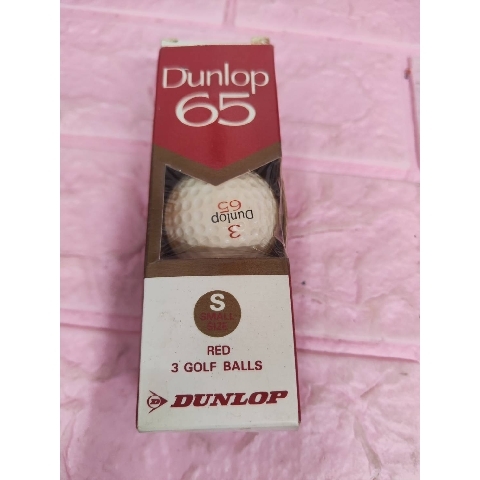 Dunlop
65
3
Dunlop
65
S
SMALL
SIZE
RED
3 GOLF BALLS
D DUNLOP